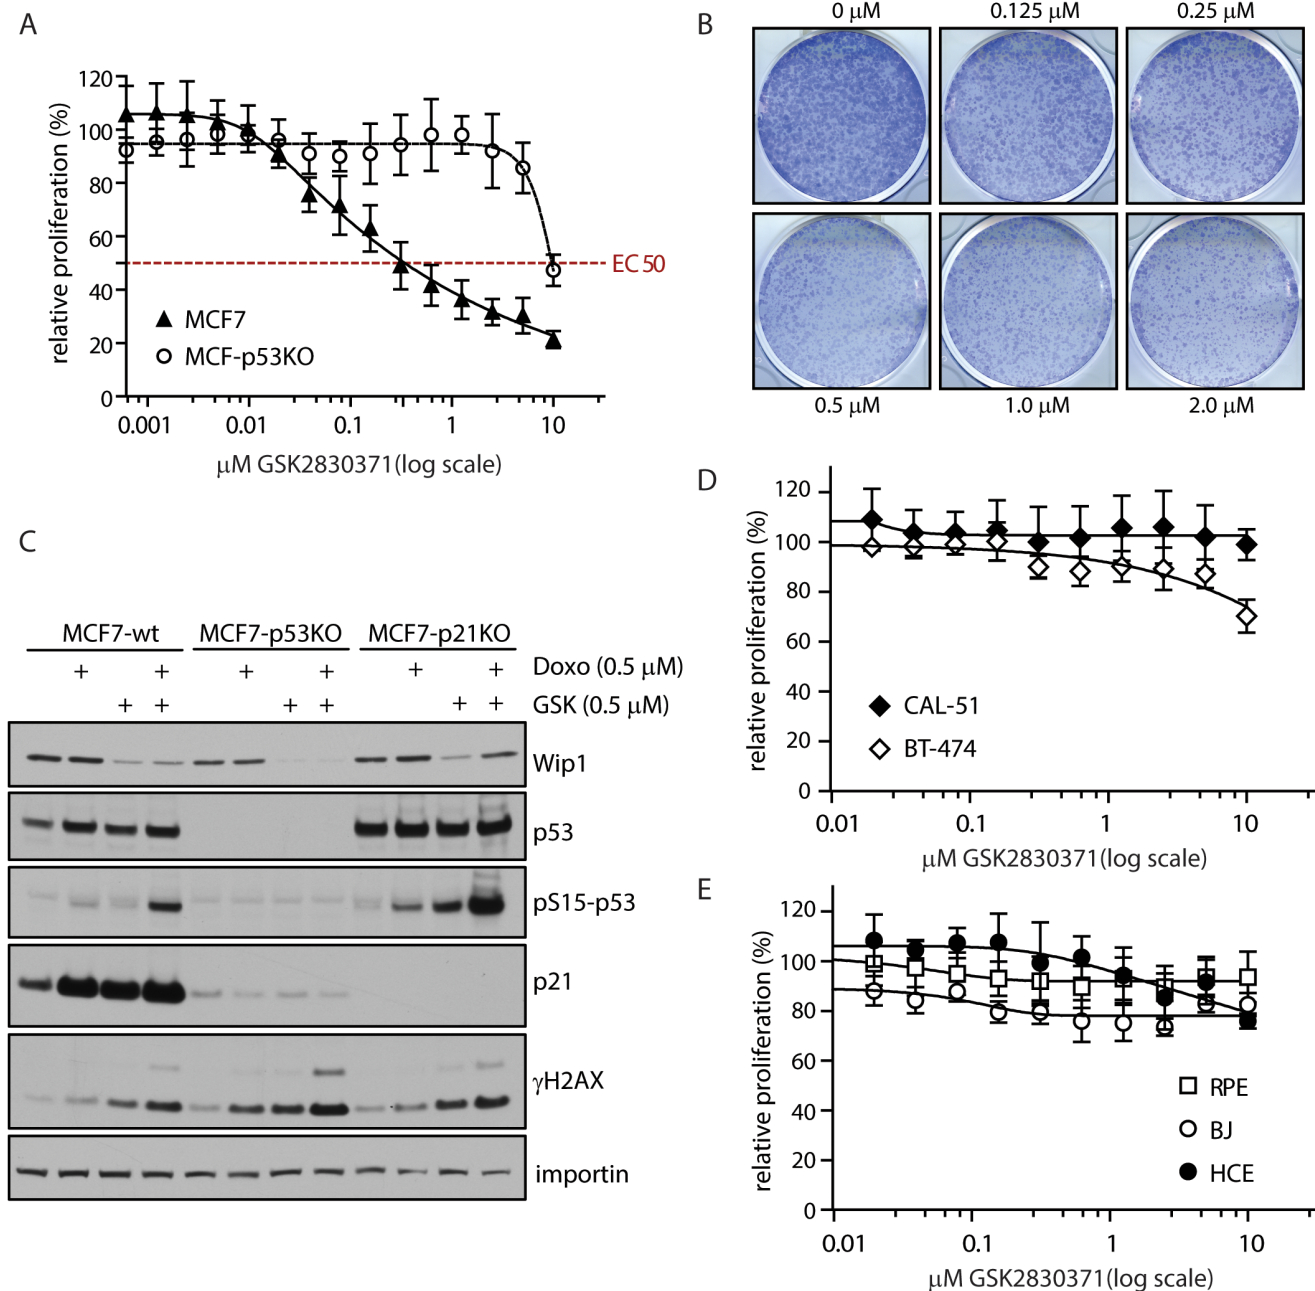 A
120
100
80
60
40
20
0
relative proliferation (%)
EC 50
MCF7
MCF-p53KO
0.001 0.01 0.1 1 10
μM GSK2830371(log scale)
B
0 μM 0.125 μM 0.25 μM
0.5 μM 1.0 μM 2.0 μM
C
MCF7-wt MCF7-p53KO MCF7-p21KO
+ + + + + + Doxo (0.5 μM)
+ + + + + + GSK (0.5 μM)
Wip1
p53
pS15-p53
p21
γH2AX
importin
D
120
100
80
60
40
20
0
relative proliferation (%)
CAL-51
BT-474
0.01 0.1 1 10
μM GSK2830371(log scale)
E
120
100
80
60
40
20
0
relative proliferation (%)
RPE
BJ
HCE
0.01 0.1 1 10
μM GSK2830371(log scale)